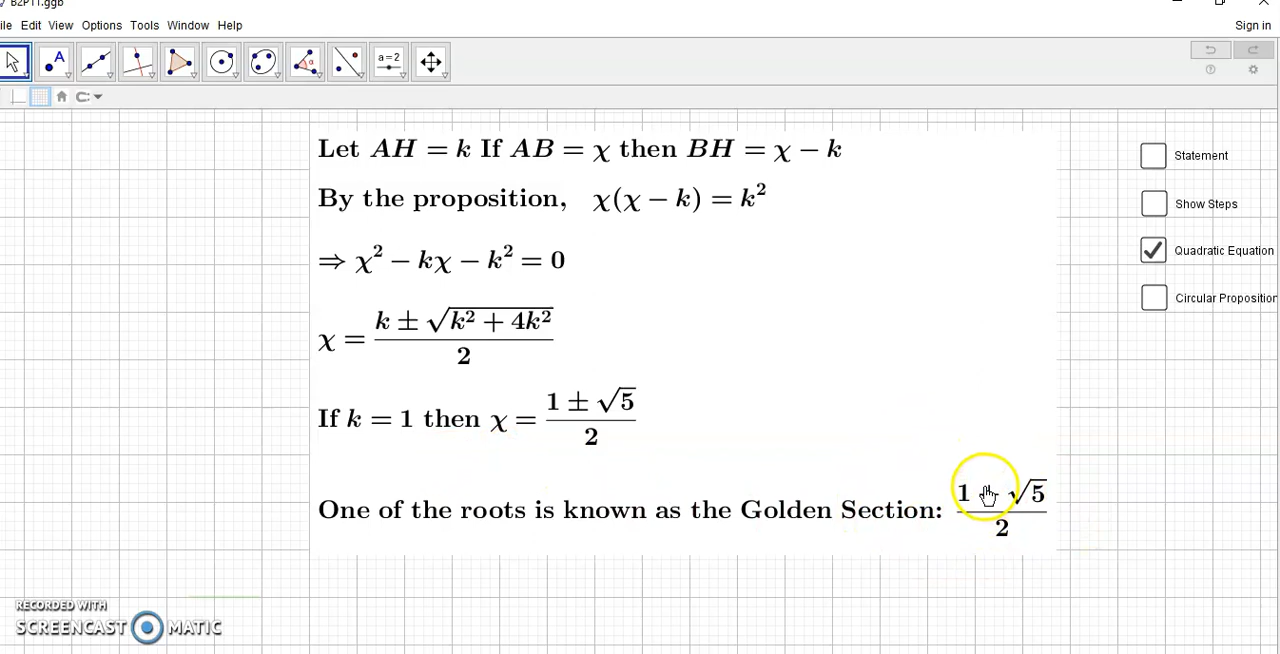 B2P11.ggb
ile Edit View Options Tools Window Help
Sign in
A
a=2
Let AH = k If AB = χ then BH = χ − k
By the proposition, χ(χ − k) = k²
⇒ χ² − kχ − k² = 0
χ = (k ± √(k² + 4k²))/2
If k = 1 then χ = (1 ± √5)/2
One of the roots is known as the Golden Section: (1 √5)/2
Statement
Show Steps
Quadratic Equation
Circular Proposition
RECORDED WITH
SCREENCAST MATIC